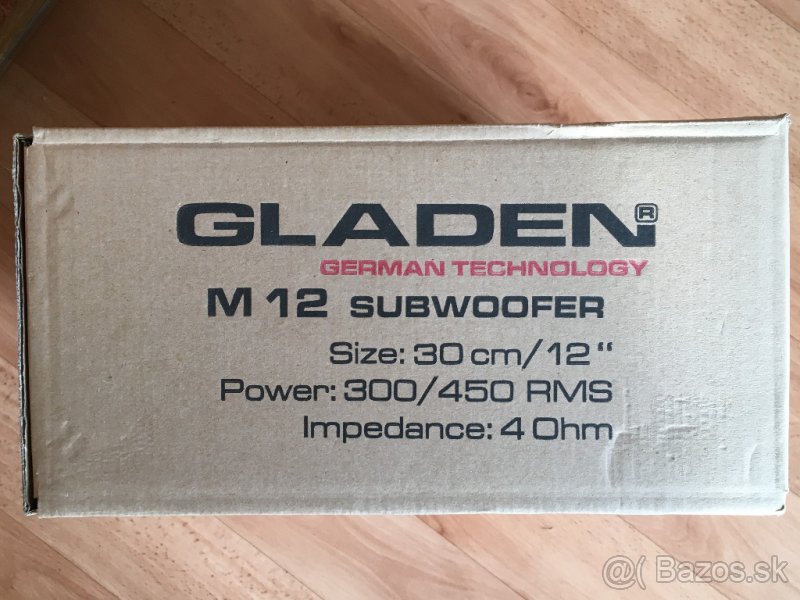 GLADEN®
GERMAN TECHNOLOGY
M 12 SUBWOOFER
Size: 30 cm/12“
Power: 300/450 RMS
Impedance: 4 Ohm
@( Bazos.sk